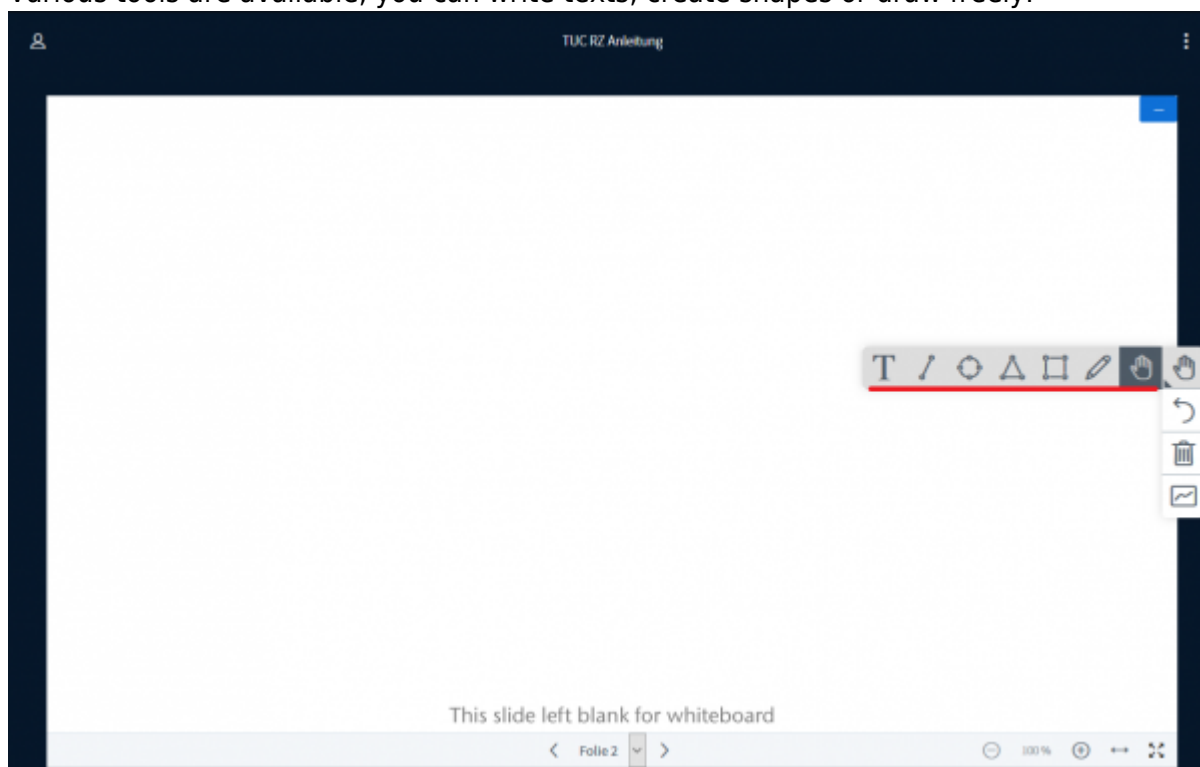 various tools are available, you can write texts, create shapes or draw freely.
TUC RZ Anleitung
T
This slide left blank for whiteboard
Folie 2
100 %